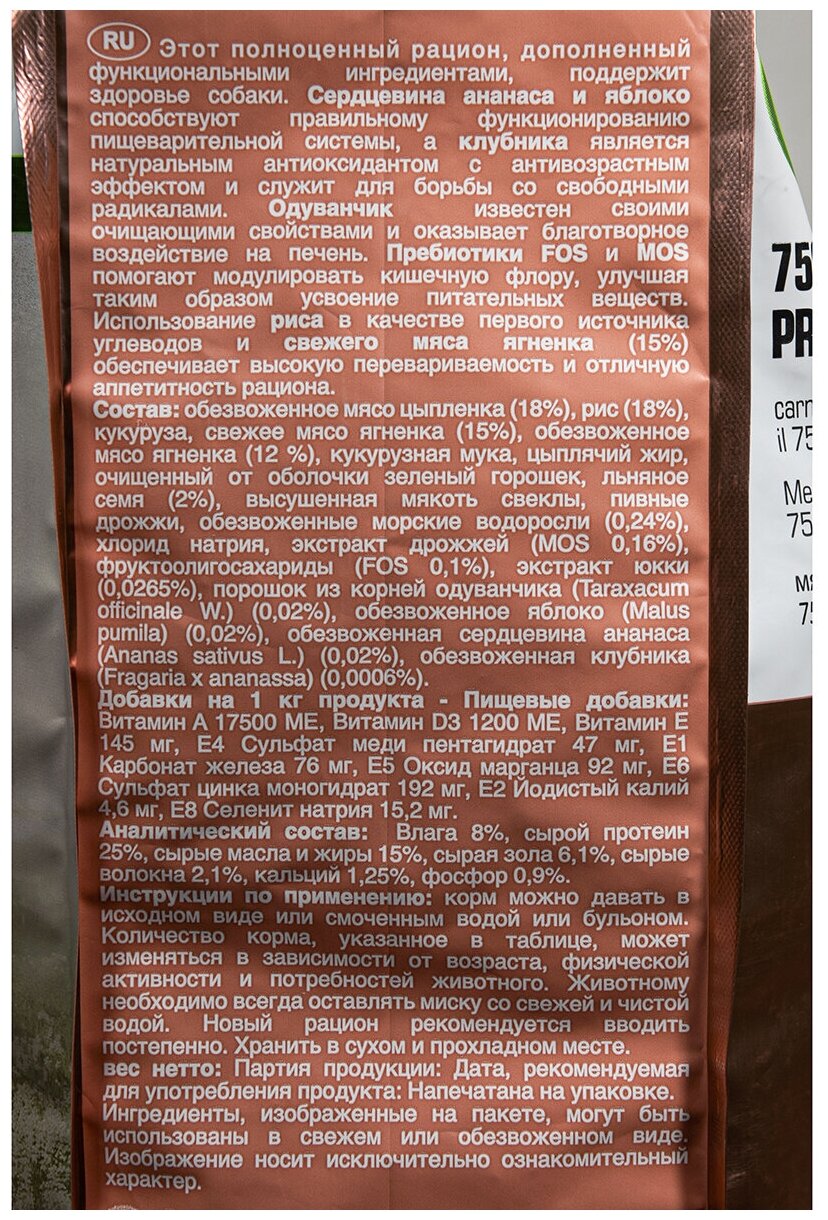 RU Этот полноценный рацион, дополненный
функциональными ингредиентами, поддержит
здоровье собаки. Сердцевина ананаса и яблоко
способствуют правильному функционированию
пищеварительной системы, а клубника является
натуральным антиоксидантом с антивозрастным
эффектом и служит для борьбы со свободными
радикалами. Одуванчик известен своими
очищающими свойствами и оказывает благотворное
воздействие на печень. Пребиотики FOS и MOS
помогают модулировать кишечную флору, улучшая
таким образом усвоение питательных веществ.
Использование риса в качестве первого источника
углеводов и свежего мяса ягненка (15%)
обеспечивает высокую перевариваемость и отличную
аппетитность рациона.
Состав: обезвоженное мясо цыпленка (18%), рис (18%),
кукуруза, свежее мясо ягненка (15%), обезвоженное
мясо ягненка (12 %), кукурузная мука, цыплячий жир,
очищенный от оболочки зеленый горошек, льняное
семя (2%), высушенная мякоть свеклы, пивные
дрожжи, обезвоженные морские водоросли (0,24%),
хлорид натрия, экстракт дрожжей (MOS 0,16%),
фруктоолигосахариды (FOS 0,1%), экстракт юкки
(0,0265%), порошок из корней одуванчика (Taraxacum
officinale W.) (0,02%), обезвоженное яблоко (Malus
pumila) (0,02%), обезвоженная сердцевина ананаса
(Ananas sativus L.) (0,02%), обезвоженная клубника
(Fragaria x ananassa) (0,0006%).
Добавки на 1 кг продукта - Пищевые добавки:
Витамин А 17500 МЕ, Витамин D3 1200 МЕ, Витамин Е
145 мг, Е4 Сульфат меди пентагидрат 47 мг, Е1
Карбонат железа 76 мг, Е5 Оксид марганца 92 мг, Е6
Сульфат цинка моногидрат 192 мг, Е2 Йодистый калий
4,6 мг, Е8 Селенит натрия 15,2 мг.
Аналитический состав: Влага 8%, сырой протеин
25%, сырые масла и жиры 15%, сырая зола 6,1%, сырые
волокна 2,1%, кальций 1,25%, фосфор 0,9%.
Инструкции по применению: корм можно давать в
исходном виде или смоченным водой или бульоном.
Количество корма, указанное в таблице, может
изменяться в зависимости от возраста, физической
активности и потребностей животного. Животному
необходимо всегда оставлять миску со свежей и чистой
водой. Новый рацион рекомендуется вводить
постепенно. Хранить в сухом и прохладном месте.
вес нетто: Партия продукции: Дата, рекомендуемая
для употребления продукта: Напечатана на упаковке.
Ингредиенты, изображенные на пакете, могут быть
использованы в свежем или обезвоженном виде.
Изображение носит исключительно ознакомительный
характер.
75
PR
carn
il 75
Me
75